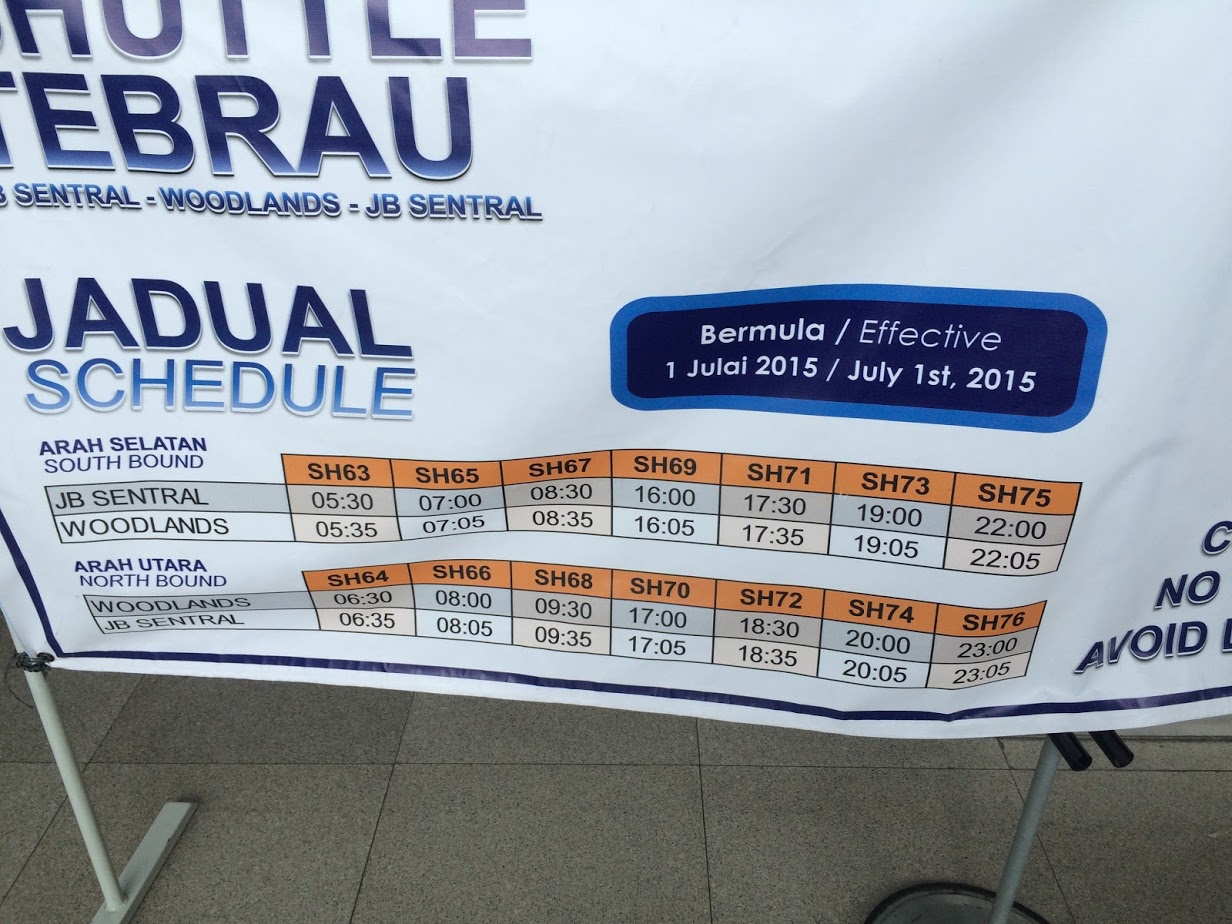 SHUTTLE
TEBRAU
SENTRAL - WOODLANDS - JB SENTRAL
JADUAL
SCHEDULE
Bermula / Effective
1 Julai 2015 / July 1st, 2015
ARAH SELATAN
SOUTH BOUND
SH63 SH65 SH67 SH69 SH71 SH73 SH75
JB SENTRAL 05:30 07:00 08:30 16:00 17:30 19:00 22:00
WOODLANDS 05:35 07:05 08:35 16:05 17:35 19:05 22:05
ARAH UTARA
NORTH BOUND
SH64 SH66 SH68 SH70 SH72 SH74 SH76
WOODLANDS 06:30 08:00 09:30 17:00 18:30 20:00 23:00
JB SENTRAL 06:35 08:05 09:35 17:05 18:35 20:05 23:05
NO
AVOID